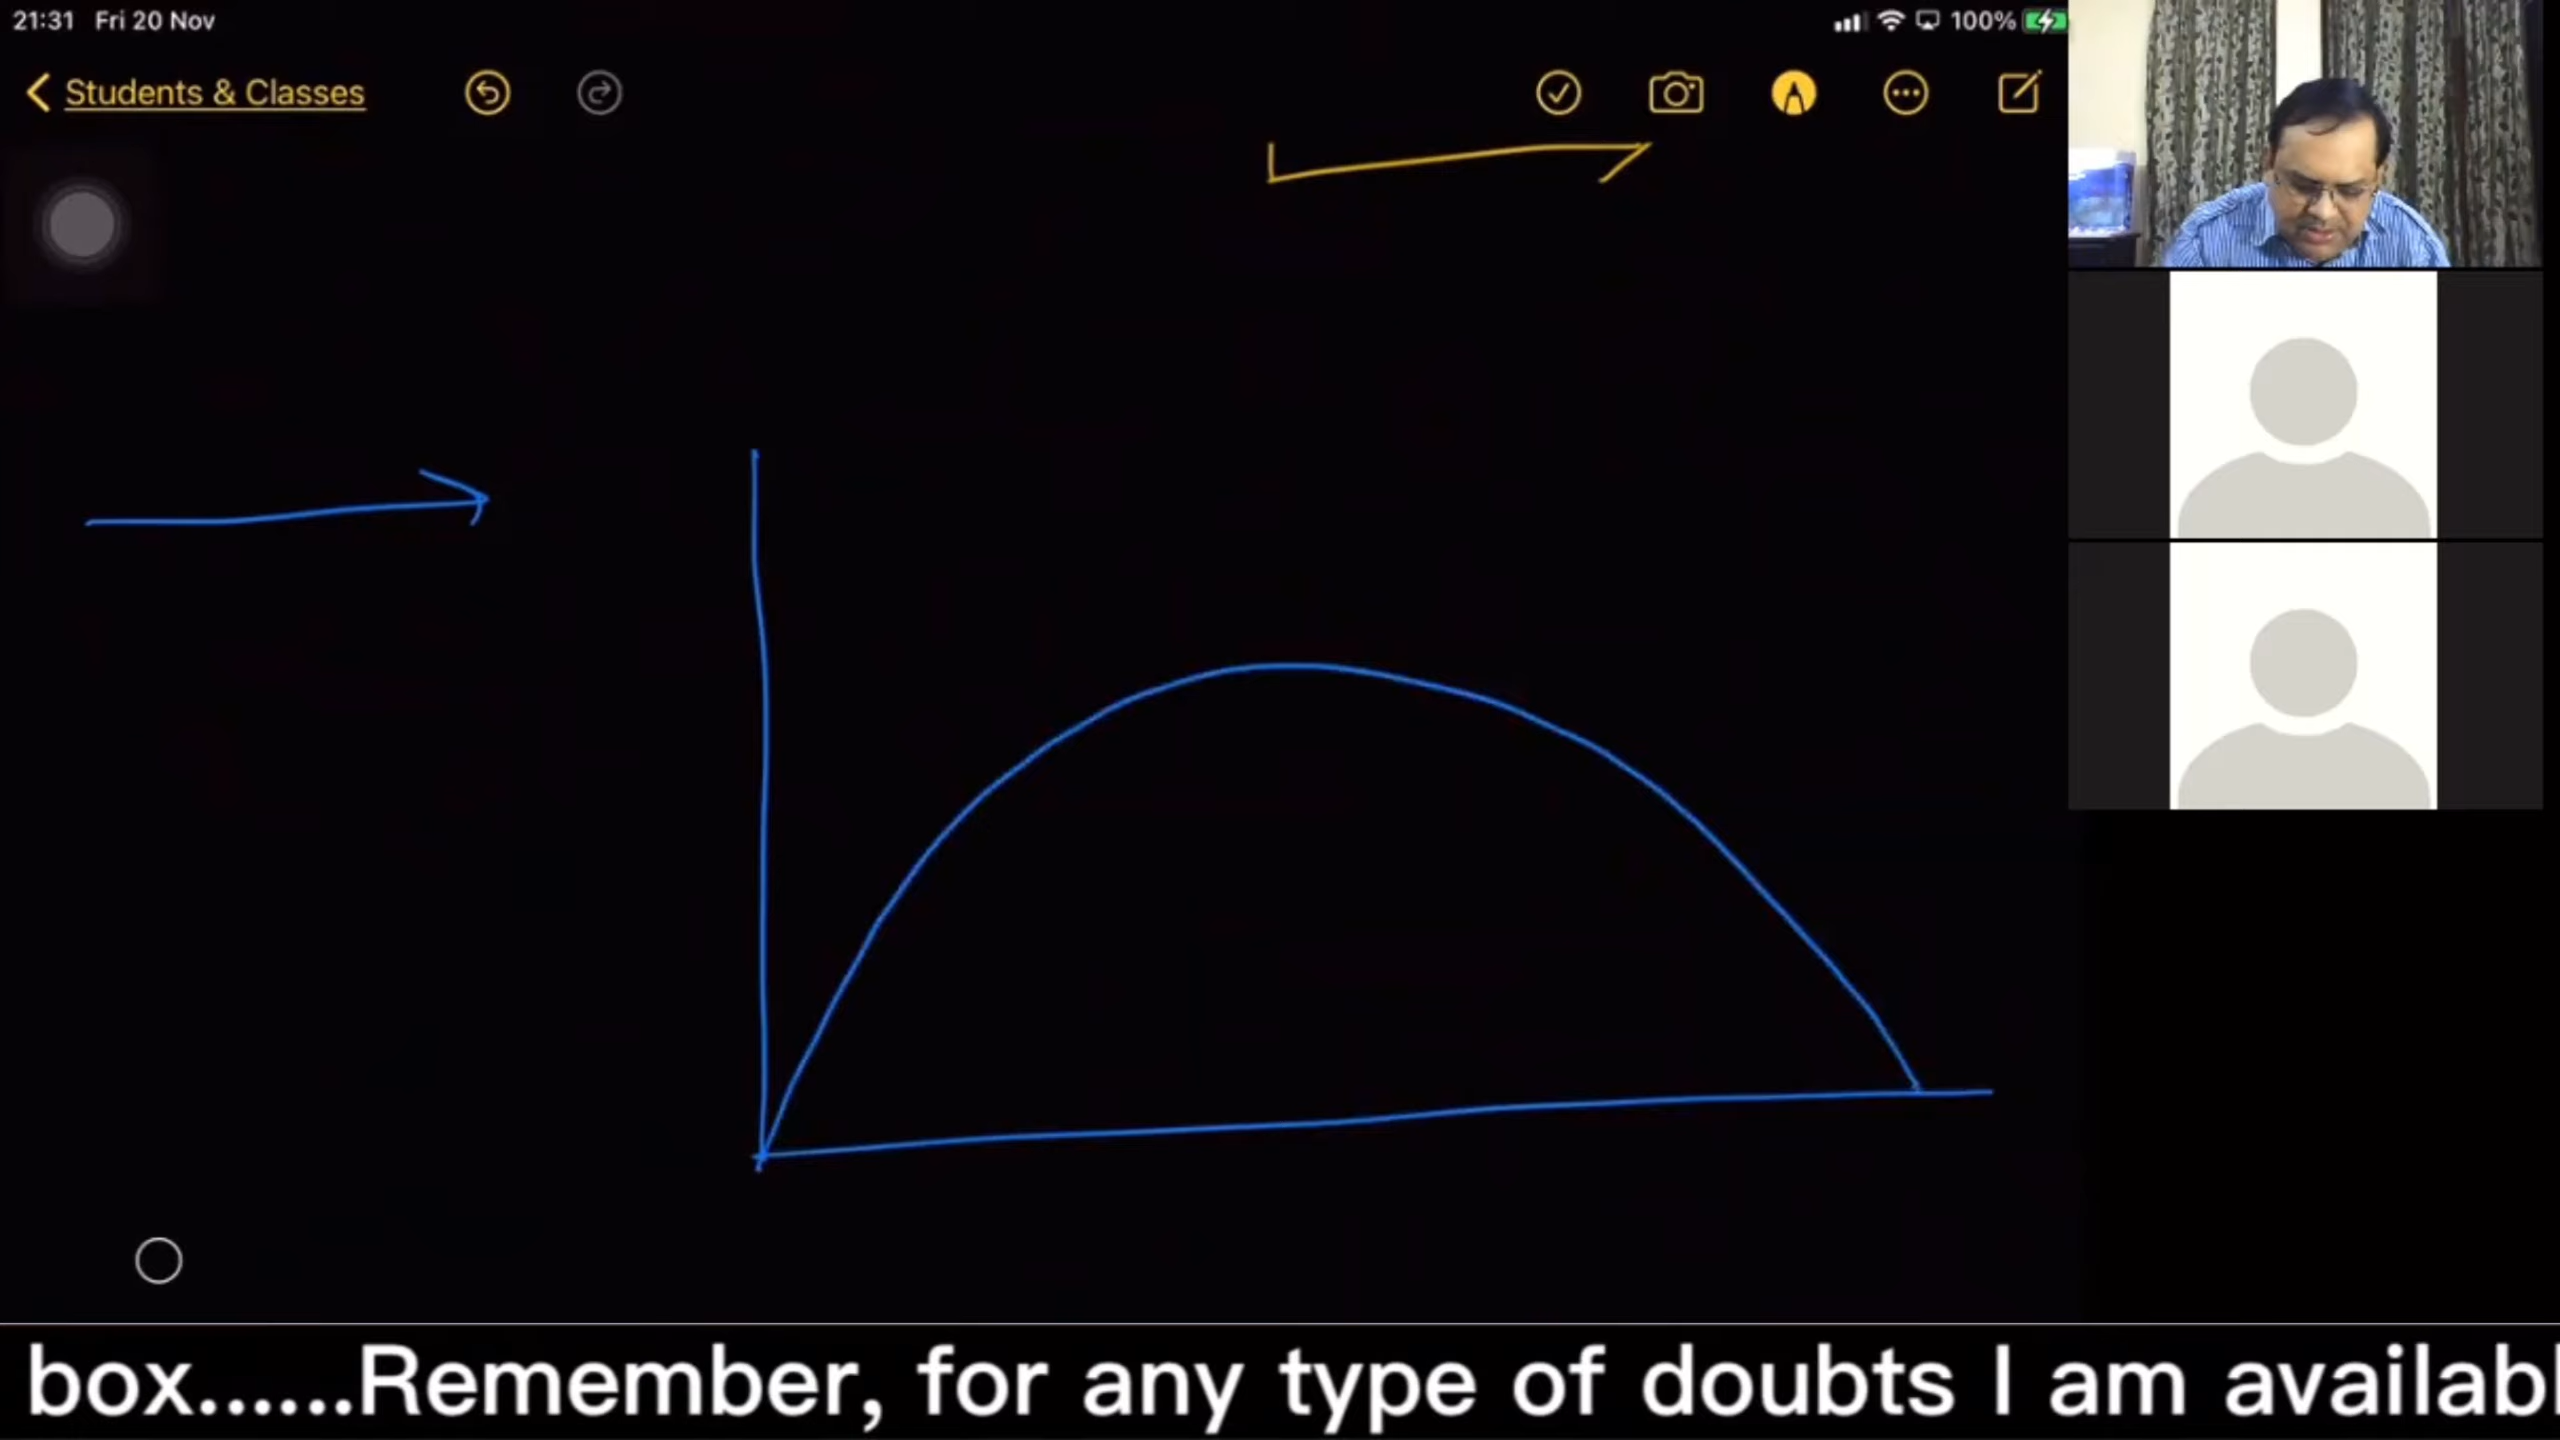 21:31 Fri 20 Nov
100%
Students & Classes
box......Remember, for any type of doubts I am availabl